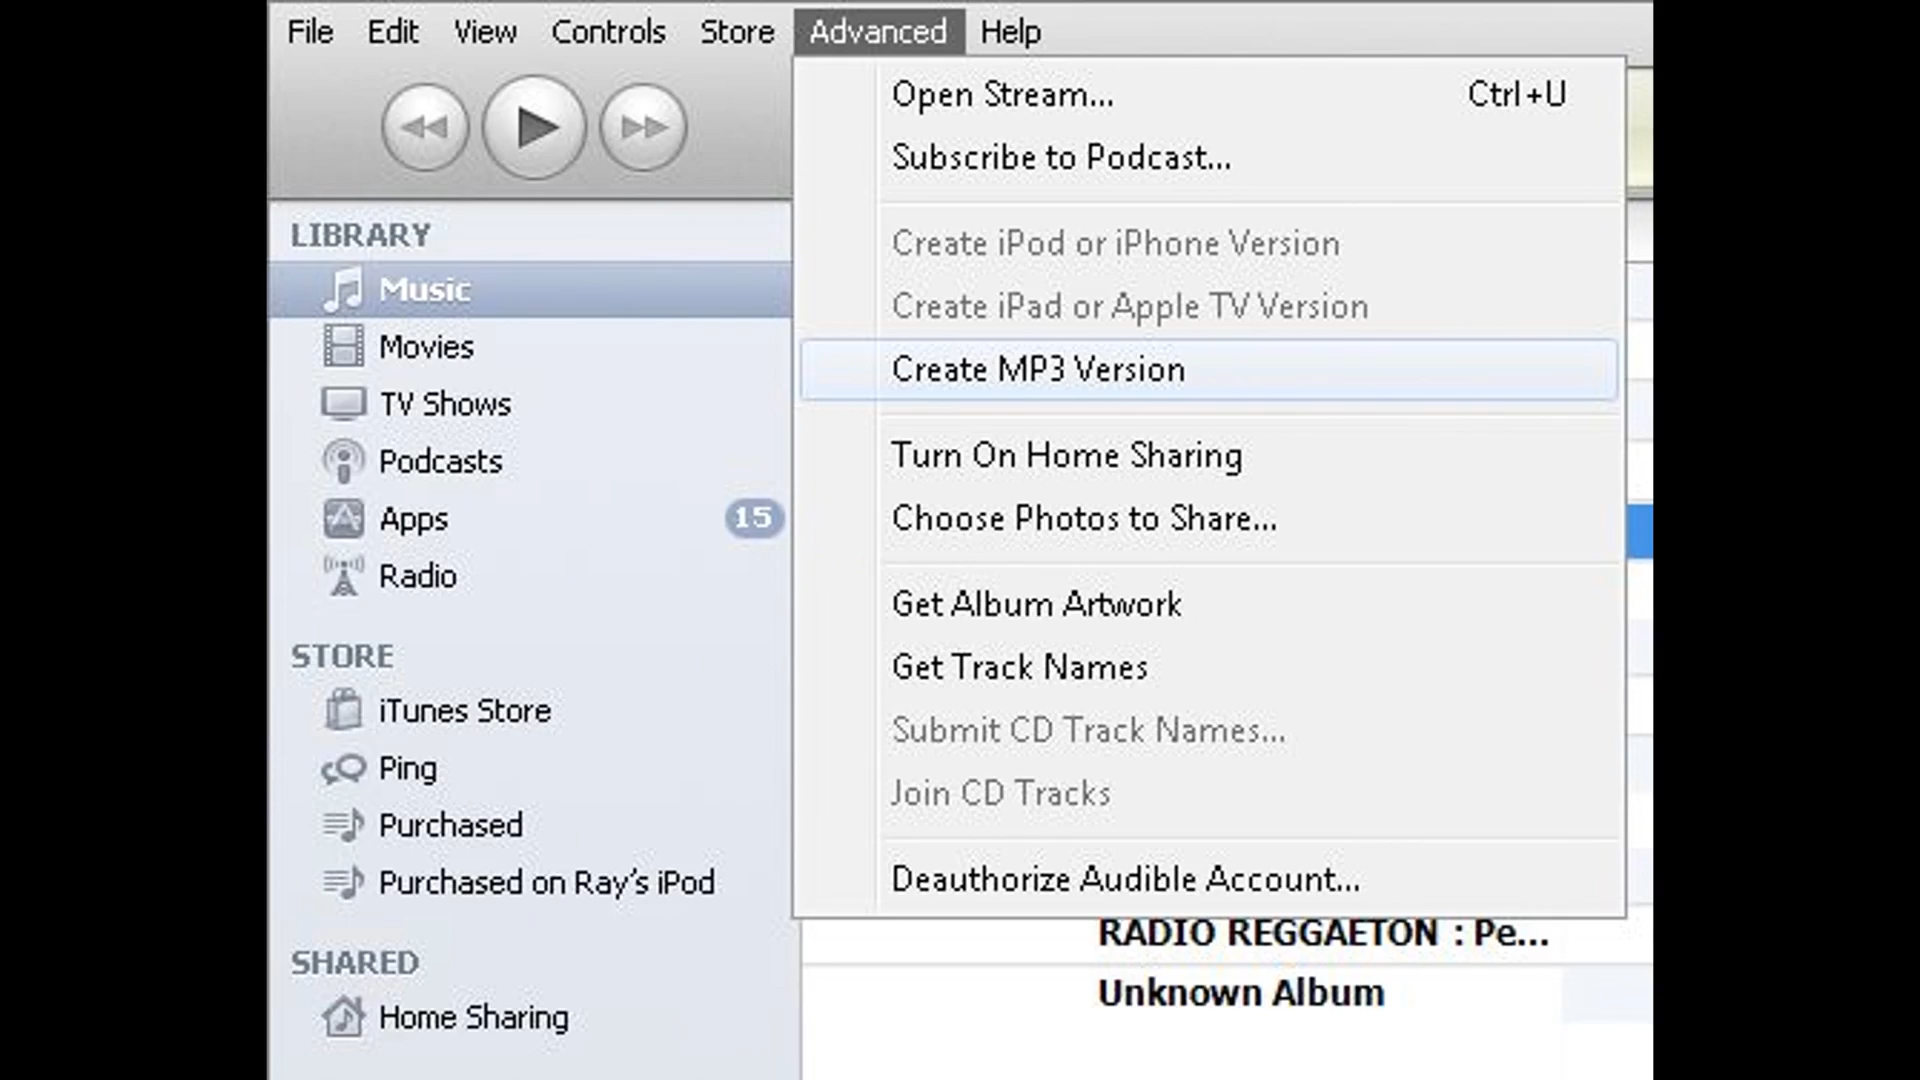 File Edit View Controls Store Advanced Help
Open Stream... Ctrl+U
Subscribe to Podcast...
Create iPod or iPhone Version
Create iPad or Apple TV Version
Create MP3 Version
Turn On Home Sharing
Choose Photos to Share...
Get Album Artwork
Get Track Names
Submit CD Track Names...
Join CD Tracks
Deauthorize Audible Account...
LIBRARY
Music
Movies
TV Shows
Podcasts
Apps 15
Radio
STORE
iTunes Store
Ping
Purchased
Purchased on Ray's iPod
SHARED
Home Sharing
RADIO REGGAETON : Pe...
Unknown Album